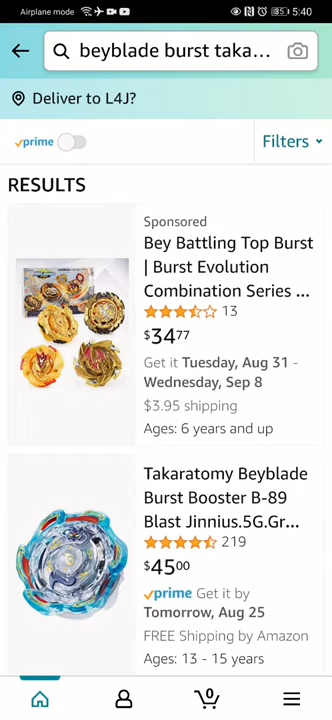 Airplane mode 85 5:40
beyblade burst taka...
Deliver to L4J?
prime Filters
RESULTS
Sponsored
Bey Battling Top Burst
| Burst Evolution
Combination Series ...
13
$34.77
Get it Tuesday, Aug 31 -
Wednesday, Sep 8
$3.95 shipping
Ages: 6 years and up
Takaratomy Beyblade
Burst Booster B-89
Blast Jinnius.5G.Gr...
219
$45.00
prime Get it by
Tomorrow, Aug 25
FREE Shipping by Amazon
Ages: 13 - 15 years
0